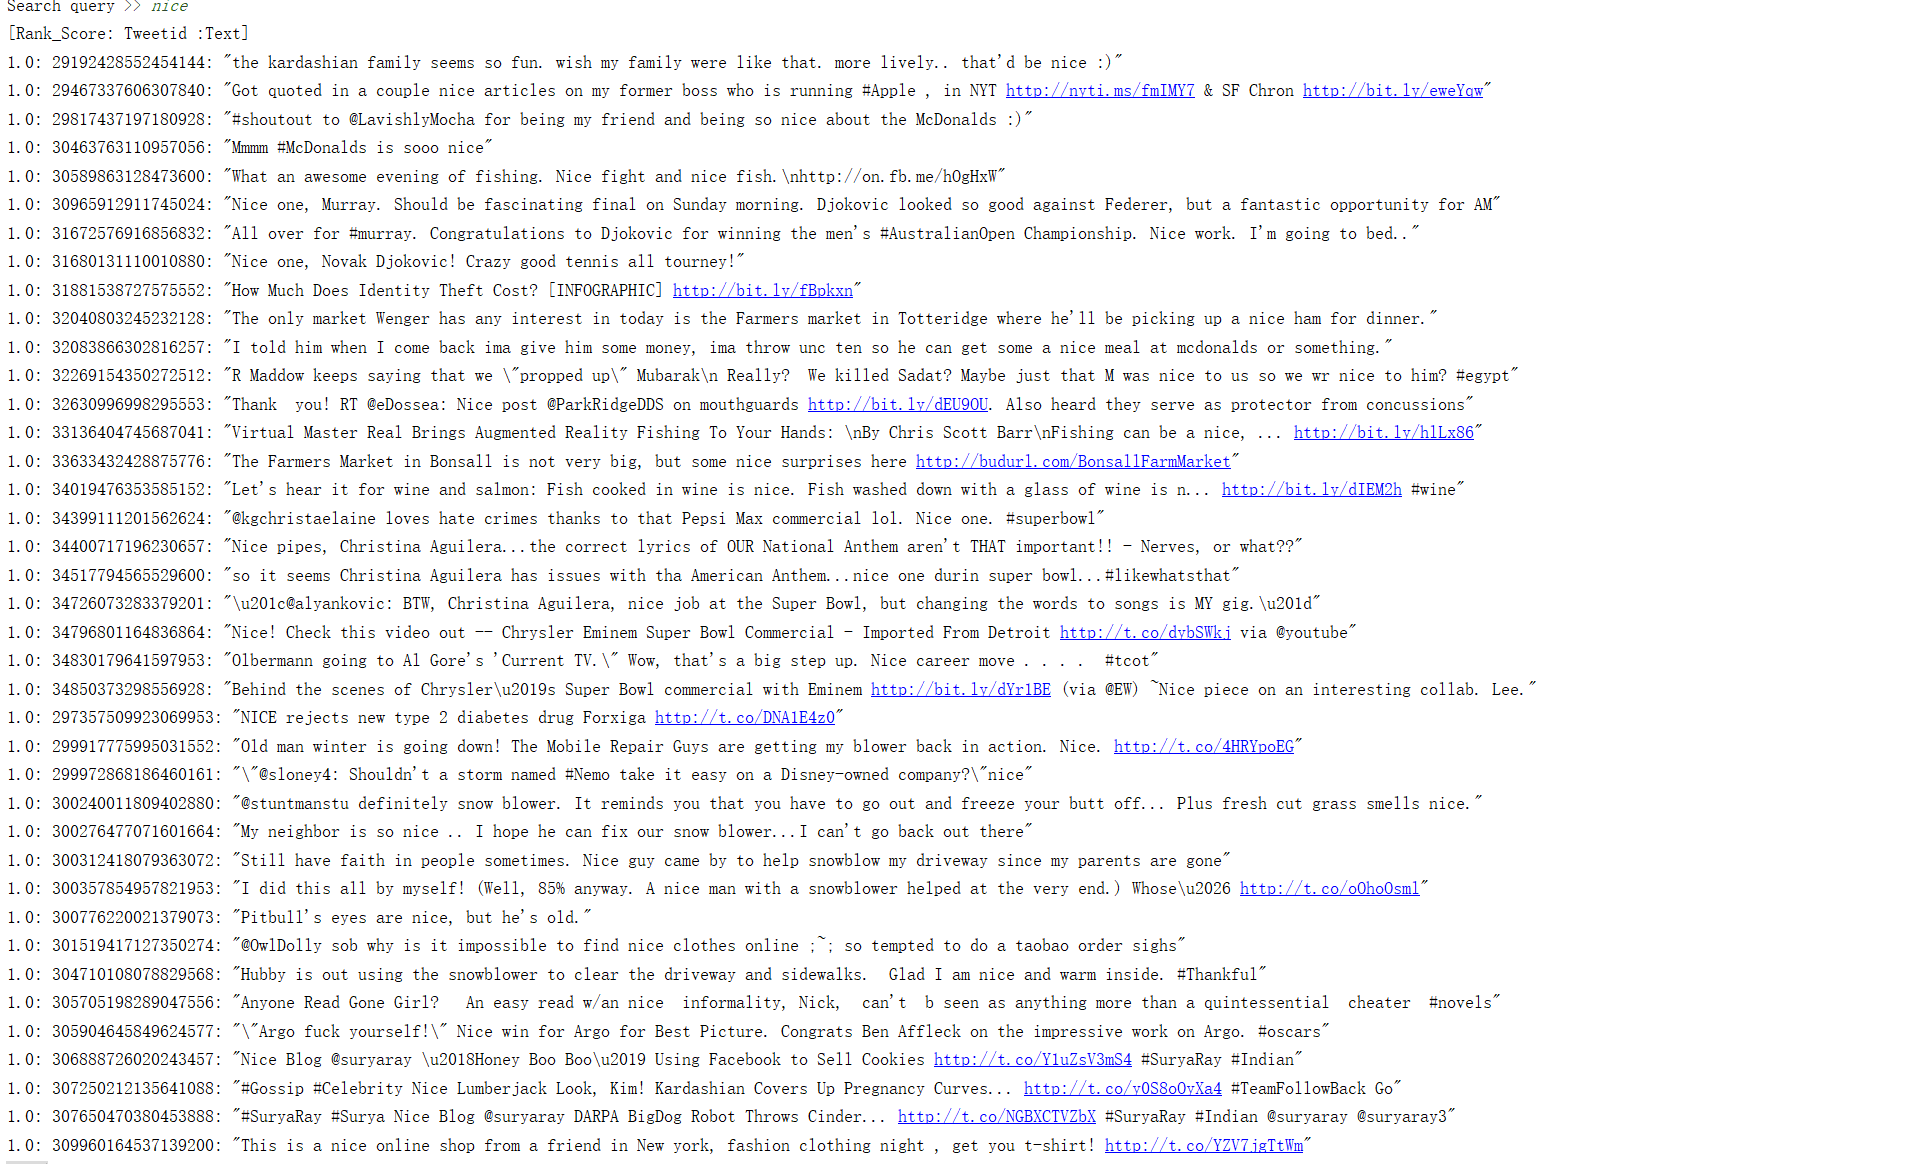 Search query >> nice
[Rank_Score: Tweetid :Text]
1.0: 29192428552454144: "the kardashian family seems so fun. wish my family were like that. more lively.. that'd be nice :)"
1.0: 29467337606307840: "Got quoted in a couple nice articles on my former boss who is running #Apple , in NYT http://nyti.ms/fmIMY7 & SF Chron http://bit.ly/eweYqw"
1.0: 29817437197180928: "#shoutout to @LavishlyMocha for being my friend and being so nice about the McDonalds :)"
1.0: 30463763110957056: "Mmmm #McDonalds is sooo nice"
1.0: 30589863128473600: "What an awesome evening of fishing. Nice fight and nice fish.\nhttp://on.fb.me/hOgHxW"
1.0: 30965912911745024: "Nice one, Murray. Should be fascinating final on Sunday morning. Djokovic looked so good against Federer, but a fantastic opportunity for AM"
1.0: 31672576916856832: "All over for #murray. Congratulations to Djokovic for winning the men's #AustralianOpen Championship. Nice work. I'm going to bed.."
1.0: 31680131110010880: "Nice one, Novak Djokovic! Crazy good tennis all tourney!"
1.0: 31881538727575552: "How Much Does Identity Theft Cost? [INFOGRAPHIC] http://bit.ly/fBpkxn"
1.0: 32040803245232128: "The only market Wenger has any interest in today is the Farmers market in Totteridge where he'll be picking up a nice ham for dinner."
1.0: 32083866302816257: "I told him when I come back ima give him some money, ima throw unc ten so he can get some a nice meal at mcdonalds or something."
1.0: 32269154350272512: "R Maddow keeps saying that we \"propped up\" Mubarak\n Really?  We killed Sadat? Maybe just that M was nice to us so we wr nice to him? #egypt"
1.0: 32630996998295553: "Thank  you! RT @eDossea: Nice post @ParkRidgeDDS on mouthguards http://bit.ly/dEU9OU. Also heard they serve as protector from concussions"
1.0: 33136404745687041: "Virtual Master Real Brings Augmented Reality Fishing To Your Hands: \nBy Chris Scott Barr\nFishing can be a nice, ... http://bit.ly/hlLx86"
1.0: 33633432428875776: "The Farmers Market in Bonsall is not very big, but some nice surprises here http://budurl.com/BonsallFarmMarket"
1.0: 34019476353585152: "Let's hear it for wine and salmon: Fish cooked in wine is nice. Fish washed down with a glass of wine is n... http://bit.ly/dIEM2h #wine"
1.0: 34399111201562624: "@kgchristaelaine loves hate crimes thanks to that Pepsi Max commercial lol. Nice one. #superbowl"
1.0: 34400717196230657: "Nice pipes, Christina Aguilera...the correct lyrics of OUR National Anthem aren't THAT important!! - Nerves, or what??"
1.0: 34517794565529600: "so it seems Christina Aguilera has issues with tha American Anthem...nice one durin super bowl...#likewhatsthat"
1.0: 34726073283379201: "\u201c@alyankovic: BTW, Christina Aguilera, nice job at the Super Bowl, but changing the words to songs is MY gig.\u201d"
1.0: 34796801164836864: "Nice! Check this video out -- Chrysler Eminem Super Bowl Commercial - Imported From Detroit http://t.co/dybSWkj via @youtube"
1.0: 34830179641597953: "Olbermann going to Al Gore's 'Current TV.\" Wow, that's a big step up. Nice career move . . . .  #tcot"
1.0: 34850373298556928: "Behind the scenes of Chrysler\u2019s Super Bowl commercial with Eminem http://bit.ly/dYr1BE (via @EW) ~Nice piece on an interesting collab. Lee."
1.0: 297357509923069953: "NICE rejects new type 2 diabetes drug Forxiga http://t.co/DNA1E4z0"
1.0: 299917775995031552: "Old man winter is going down! The Mobile Repair Guys are getting my blower back in action. Nice. http://t.co/4HRYpoEG"
1.0: 299972868186460161: "\"@sloney4: Shouldn't a storm named #Nemo take it easy on a Disney-owned company?\"nice"
1.0: 300240011809402880: "@stuntmanstu definitely snow blower. It reminds you that you have to go out and freeze your butt off... Plus fresh cut grass smells nice."
1.0: 300276477071601664: "My neighbor is so nice .. I hope he can fix our snow blower...I can't go back out there"
1.0: 300312418079363072: "Still have faith in people sometimes. Nice guy came by to help snowblow my driveway since my parents are gone"
1.0: 300357854957821953: "I did this all by myself! (Well, 85% anyway. A nice man with a snowblower helped at the very end.) Whose\u2026 http://t.co/oOhoOsml"
1.0: 300776220021379073: "Pitbull's eyes are nice, but he's old."
1.0: 301519417127350274: "@OwlDolly sob why is it impossible to find nice clothes online ;~; so tempted to do a taobao order sighs"
1.0: 304710108078829568: "Hubby is out using the snowblower to clear the driveway and sidewalks.  Glad I am nice and warm inside. #Thankful"
1.0: 305705198289047556: "Anyone Read Gone Girl?   An easy read w/an nice  informality, Nick,  can't  b seen as anything more than a quintessential  cheater  #novels"
1.0: 305904645849624577: "\"Argo fuck yourself!\" Nice win for Argo for Best Picture. Congrats Ben Affleck on the impressive work on Argo. #oscars"
1.0: 306888726020243457: "Nice Blog @suryaray \u2018Honey Boo Boo\u2019 Using Facebook to Sell Cookies http://t.co/Y1uZsV3mS4 #SuryaRay #Indian"
1.0: 307250212135641088: "#Gossip #Celebrity Nice Lumberjack Look, Kim! Kardashian Covers Up Pregnancy Curves... http://t.co/y0S8oOyXa4 #TeamFollowBack Go"
1.0: 307650470380453888: "#SuryaRay #Surya Nice Blog @suryaray DARPA BigDog Robot Throws Cinder... http://t.co/NGBXCTVZbX #SuryaRay #Indian @suryaray @suryaray3"
1.0: 309960164537139200: "This is a nice online shop from a friend in New york, fashion clothing night , get you t-shirt! http://t.co/YZV7jgTtWm"